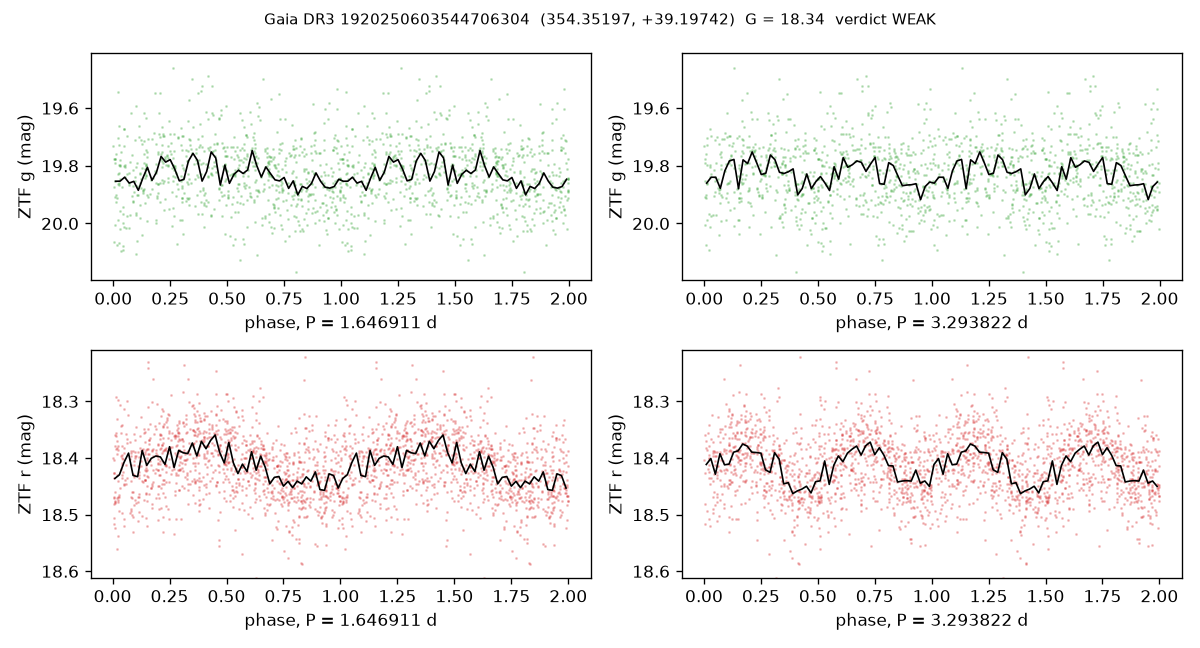 Gaia DR3 1920250603544706304  (354.35197, +39.19742)  G = 18.34  verdict WEAK
ZTF g (mag)
19.6
19.8
20.0
0.00 0.25 0.50 0.75 1.00 1.25 1.50 1.75 2.00
phase, P = 1.646911 d
ZTF g (mag)
19.6
19.8
20.0
0.00 0.25 0.50 0.75 1.00 1.25 1.50 1.75 2.00
phase, P = 3.293822 d
ZTF r (mag)
18.3
18.4
18.5
18.6
0.00 0.25 0.50 0.75 1.00 1.25 1.50 1.75 2.00
phase, P = 1.646911 d
ZTF r (mag)
18.3
18.4
18.5
18.6
0.00 0.25 0.50 0.75 1.00 1.25 1.50 1.75 2.00
phase, P = 3.293822 d